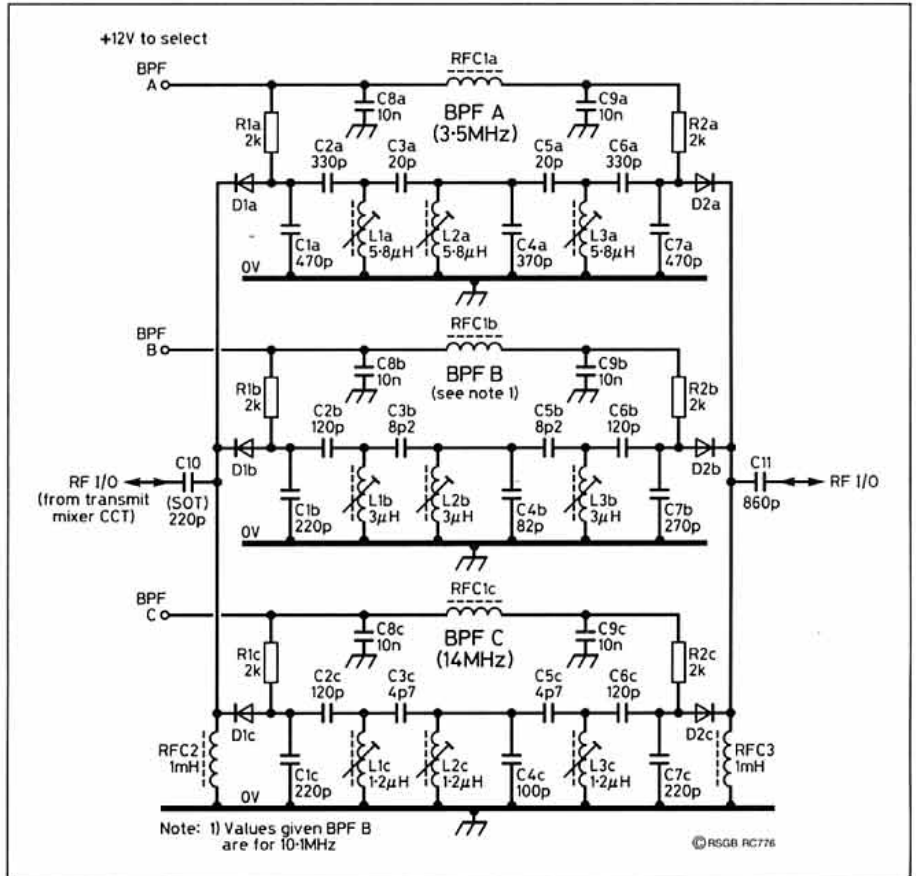 +12V to select
BPF
A
RFC1a
R1a
2k
C8a
10n
BPF A
(3·5MHz)
C9a
10n
R2a
2k
C2a
330p
C3a
20p
C5a
20p
C6a
330p
D1a
D2a
C1a
470p
L1a
5·8μH
L2a
5·8μH
C4a
370p
L3a
5·8μH
C7a
470p
0V
BPF
B
RFC1b
R1b
2k
C8b
10n
BPF B
(see note 1)
C9b
10n
R2b
2k
C2b
120p
C3b
8p2
C5b
8p2
C6b
120p
D1b
D2b
RF I/O
(from transmit
mixer CCT)
C10
(SOT)
220p
C11
860p
RF I/O
C1b
220p
L1b
3μH
L2b
3μH
C4b
82p
L3b
3μH
C7b
270p
0V
BPF
C
RFC1c
R1c
2k
C8c
10n
BPF C
(14MHz)
C9c
10n
R2c
2k
C2c
120p
C3c
4p7
C5c
4p7
C6c
120p
D1c
D2c
RFC2
1mH
RFC3
1mH
C1c
220p
L1c
1·2μH
L2c
1·2μH
C4c
100p
L3c
1·2μH
C7c
220p
0V
Note: 1) Values given BPF B
are for 10·1MHz
©RSGB RC776